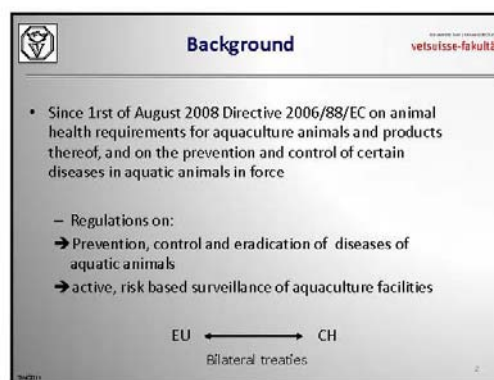 Background
vetsuisse-fakultä
• Since 1rst of August 2008 Directive 2006/88/EC on animal
health requirements for aquaculture animals and products
thereof, and on the prevention and control of certain
diseases in aquatic animals in force
– Regulations on:
➔ Prevention, control and eradication of diseases of
aquatic animals
➔ active, risk based surveillance of aquaculture facilities
EU ⟷ CH
Bilateral treaties
2